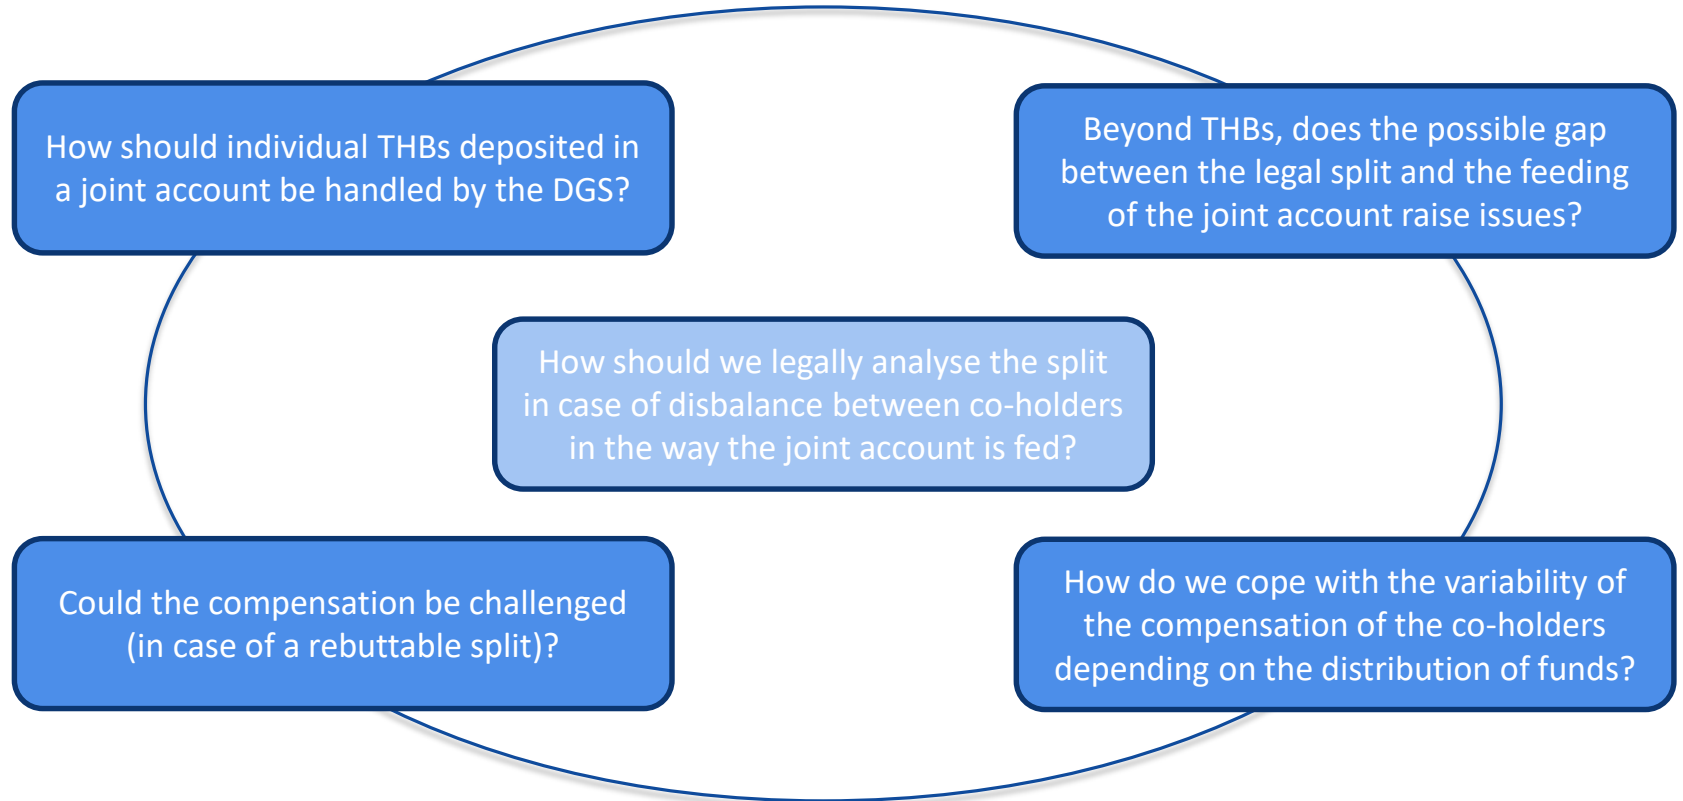 How should individual THBs deposited in
a joint account be handled by the DGS?
Beyond THBs, does the possible gap
between the legal split and the feeding
of the joint account raise issues?
How should we legally analyse the split
in case of disbalance between co-holders
in the way the joint account is fed?
Could the compensation be challenged
(in case of a rebuttable split)?
How do we cope with the variability of
the compensation of the co-holders
depending on the distribution of funds?